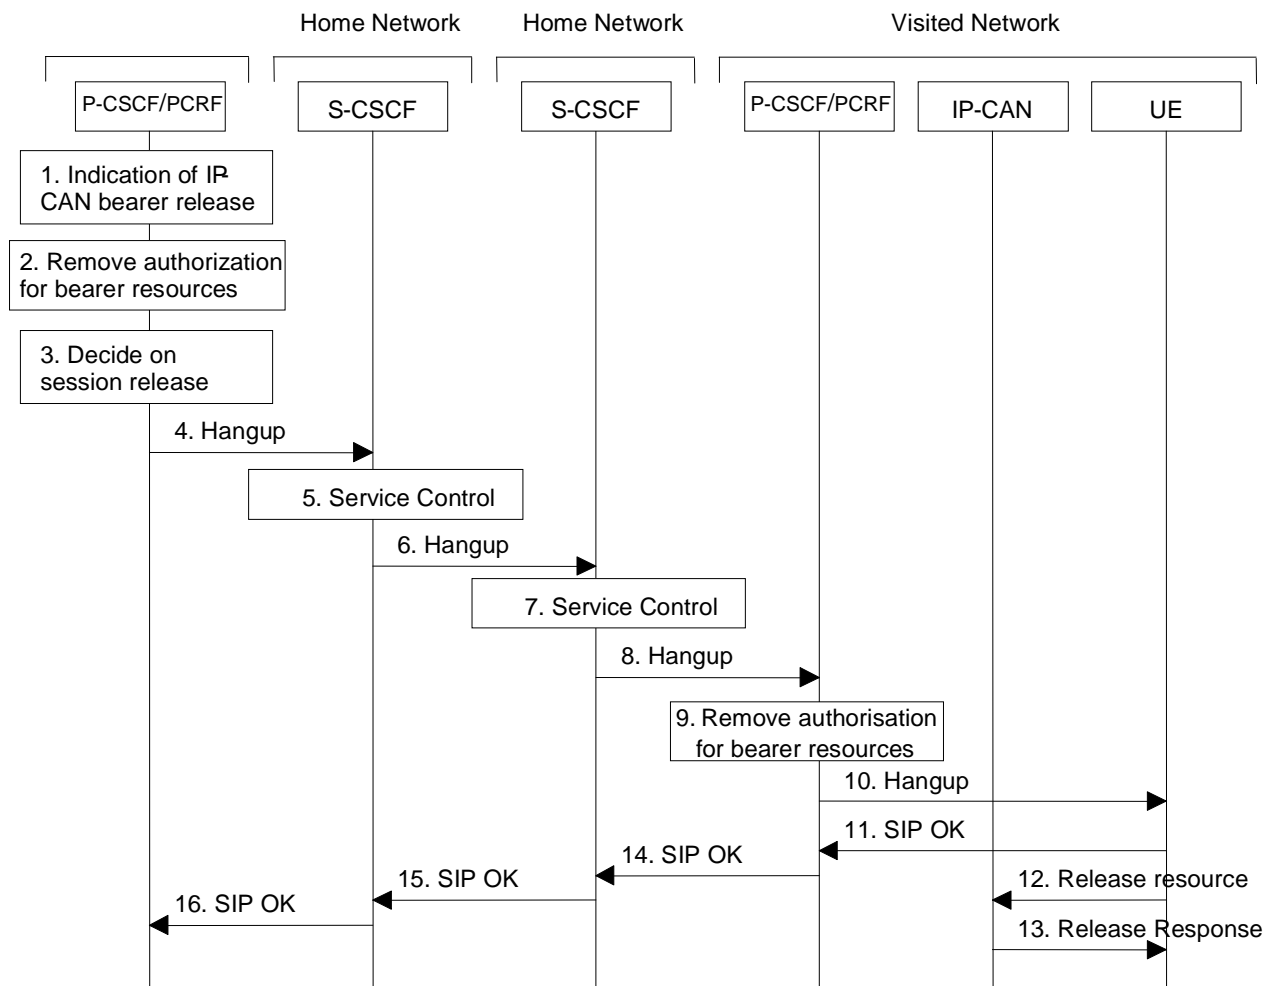 Home Network
Home Network
Visited Network
P-CSCF/PCRF
S-CSCF
S-CSCF
P-CSCF/PCRF
IP-CAN
UE
1. Indication of IP-
CAN bearer release
2. Remove authorization
for bearer resources
3. Decide on
session release
4. Hangup
5. Service Control
6. Hangup
7. Service Control
8. Hangup
9. Remove authorisation
for bearer resources
10. Hangup
11. SIP OK
14. SIP OK
15. SIP OK
12. Release resource
16. SIP OK
13. Release Response